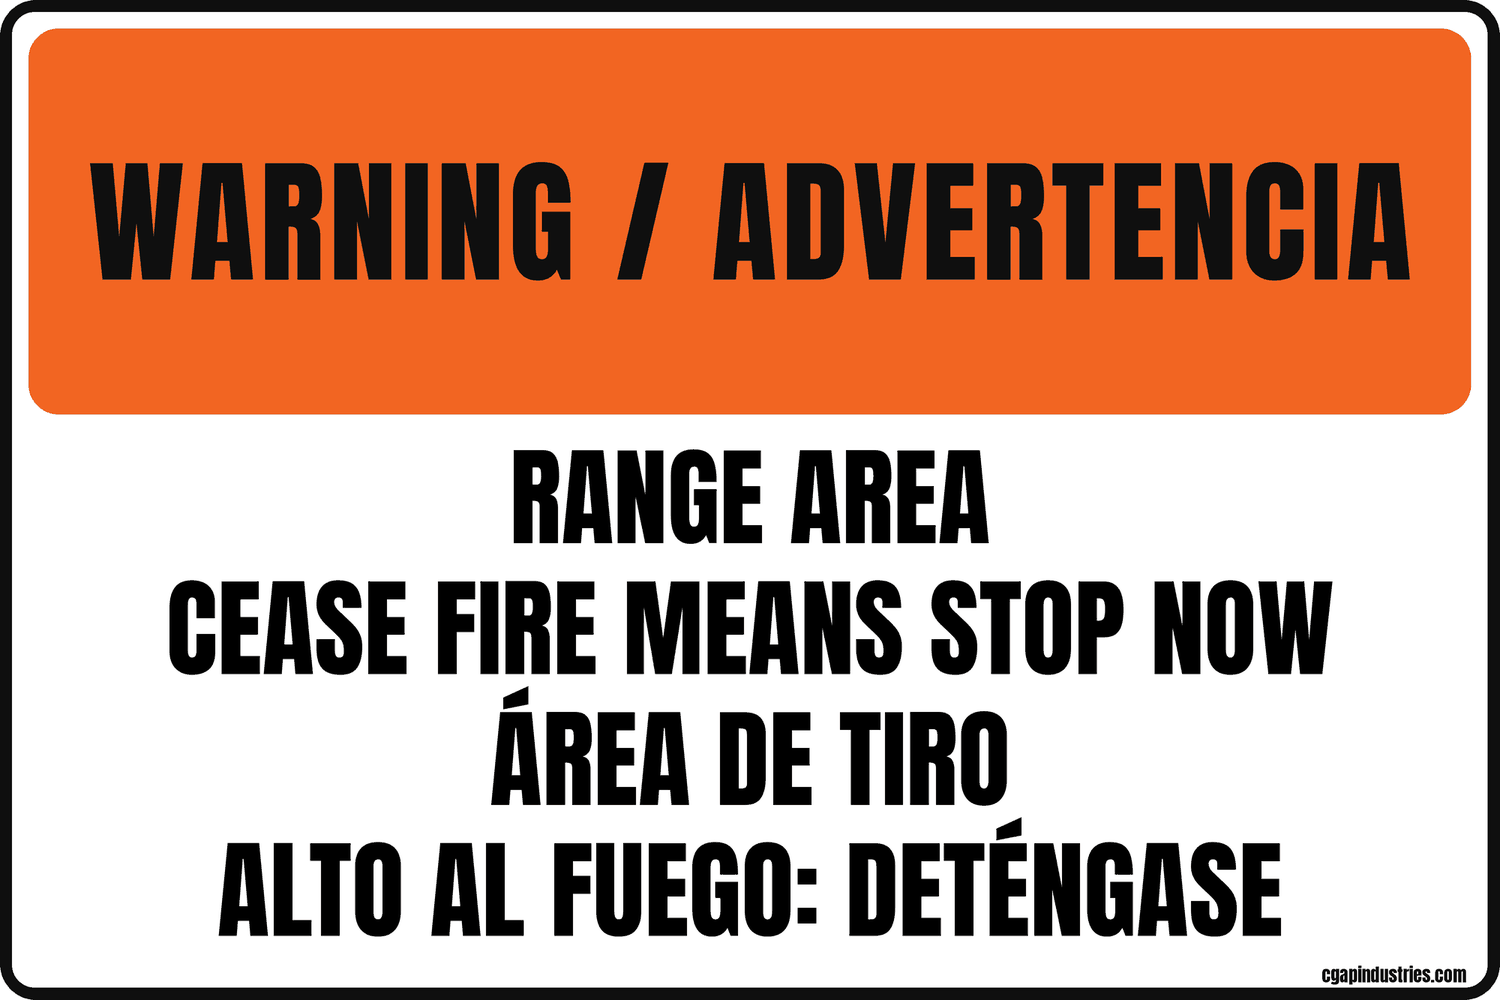 WARNING / ADVERTENCIA
RANGE AREA
CEASE FIRE MEANS STOP NOW
ÁREA DE TIRO
ALTO AL FUEGO: DETÉNGASE
cgapindustries.com